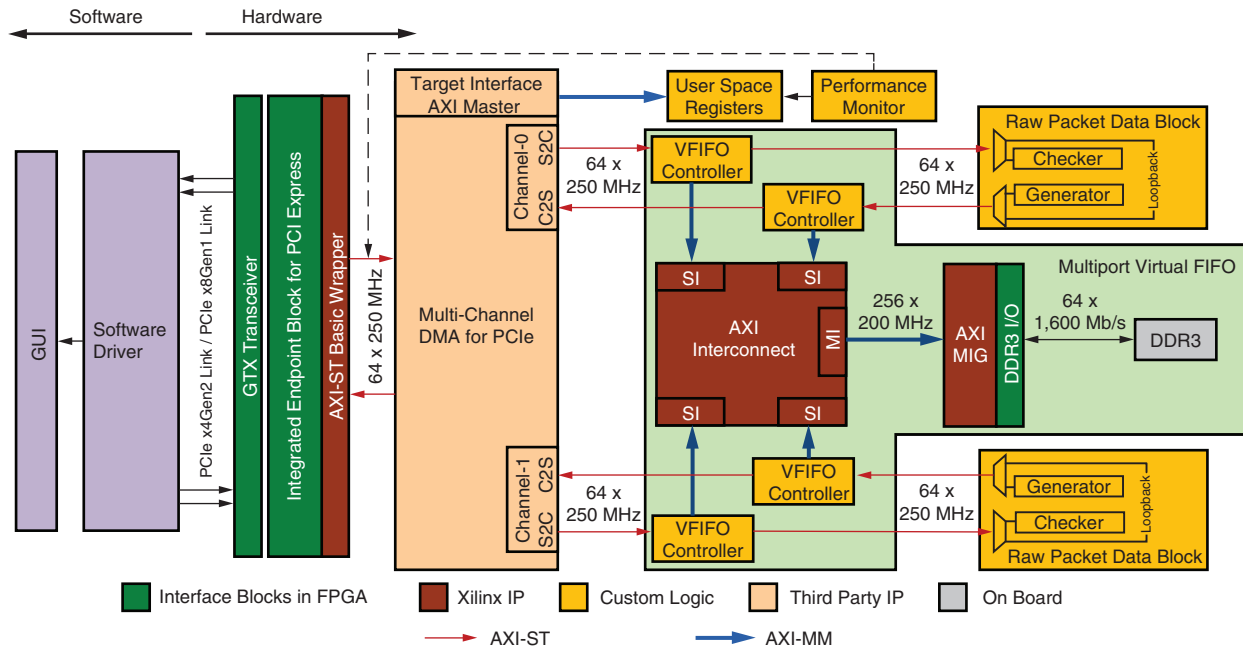 Software
Hardware
GUI
Software
Driver
PCIe x4Gen2 Link / PCIe x8Gen1 Link
GTX Transceiver
Integrated Endpoint Block for PCI Express
AXI-ST Basic Wrapper
64 x 250 MHz
Target Interface
AXI Master
Multi-Channel
DMA for PCIe
Channel-0
S2C
C2S
Channel-1
C2S
S2C
User Space
Registers
Performance
Monitor
64 x
250 MHz
VFIFO
Controller
VFIFO
Controller
64 x
250 MHz
Raw Packet Data Block
Checker
Generator
Loopback
SI
SI
AXI
Interconnect
MI
SI
SI
256 x
200 MHz
AXI
MIG
DDR3 I/O
Multiport Virtual FIFO
64 x
1,600 Mb/s
DDR3
64 x
250 MHz
VFIFO
Controller
VFIFO
Controller
64 x
250 MHz
Generator
Checker
Loopback
Raw Packet Data Block
Interface Blocks in FPGA
Xilinx IP
Custom Logic
Third Party IP
On Board
AXI-ST
AXI-MM